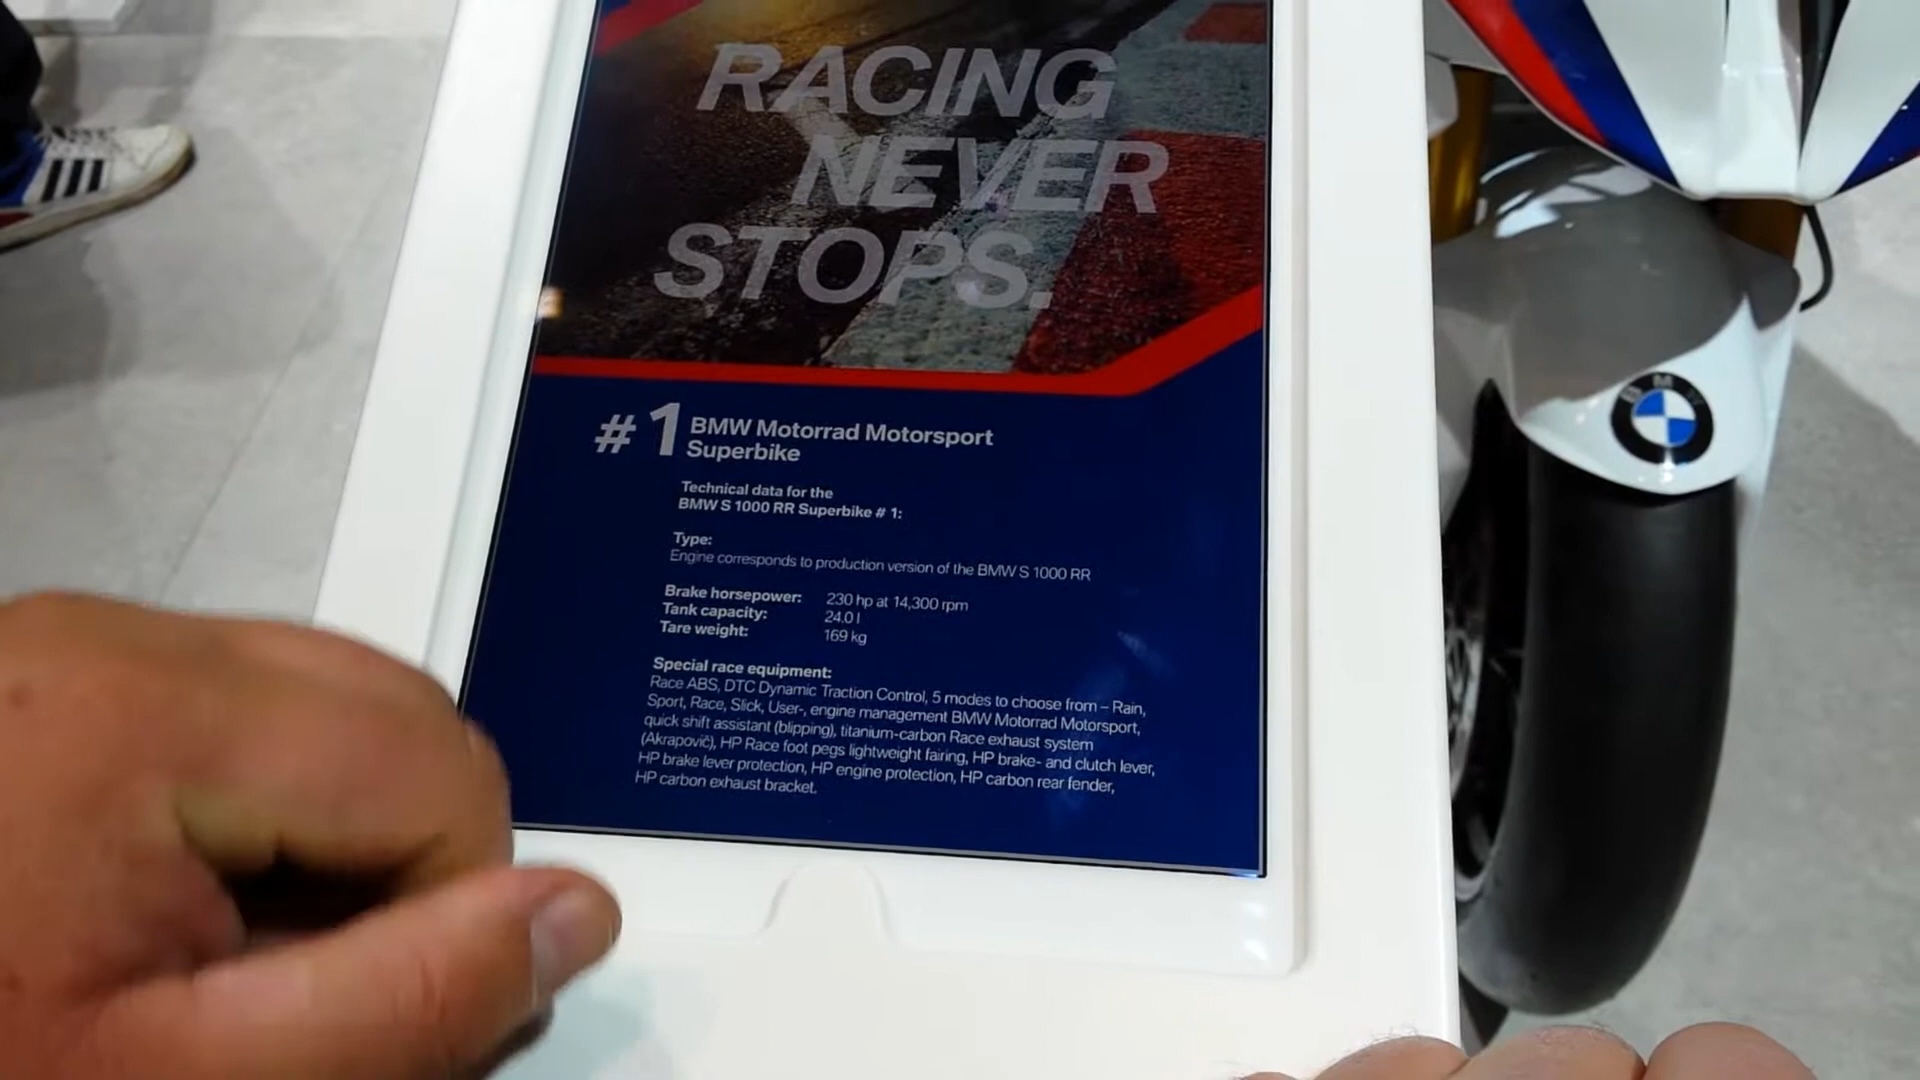 RACING
NEVER
STOPS.
# 1 BMW Motorrad Motorsport
Superbike
Technical data for the
BMW S 1000 RR Superbike # 1:
Type:
Engine corresponds to production version of the BMW S 1000 RR
Brake horsepower: 230 hp at 14,300 rpm
Tank capacity: 24.0 l
Tare weight: 169 kg
Special race equipment:
Race ABS, DTC Dynamic Traction Control, 5 modes to choose from – Rain,
Sport, Race, Slick, User-, engine management BMW Motorrad Motorsport,
quick shift assistant (blipping), titanium-carbon Race exhaust system
(Akrapovič), HP Race foot pegs lightweight fairing, HP brake- and clutch lever,
HP brake lever protection, HP engine protection, HP carbon rear fender,
HP carbon exhaust bracket.
BMW